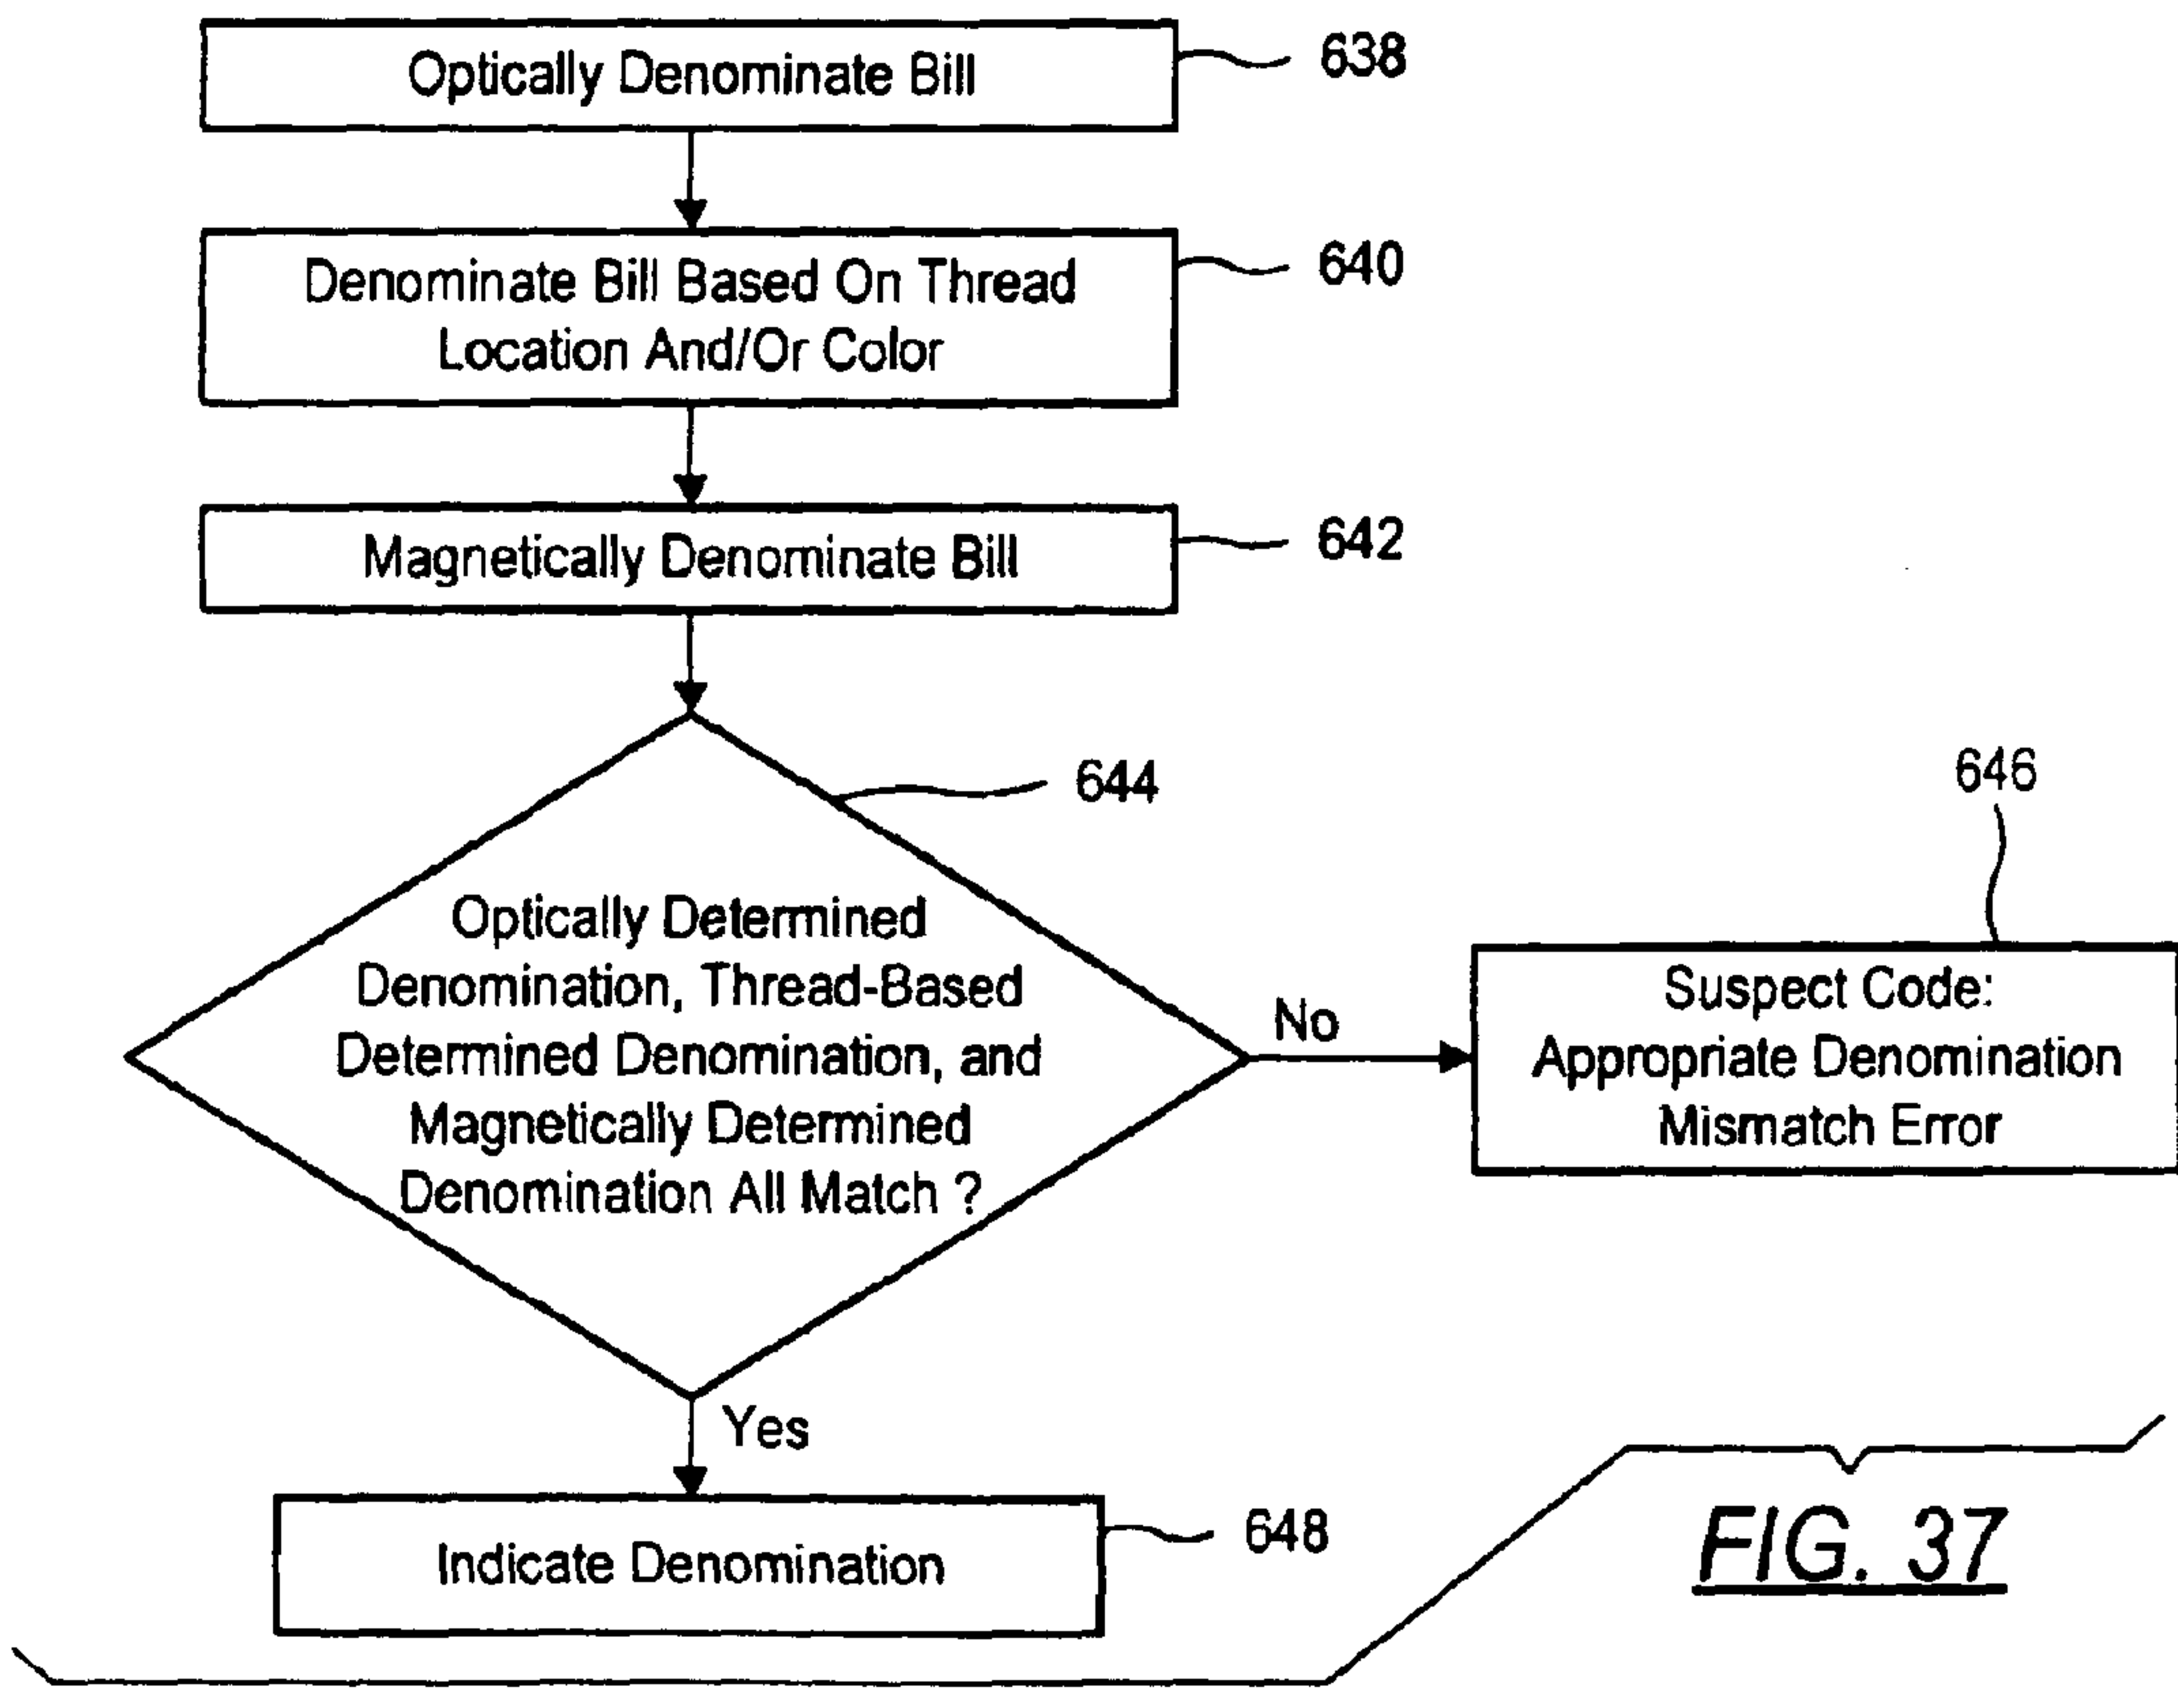 Optically Denominate Bill
638
Denominate Bill Based On Thread
Location And/Or Color
640
Magnetically Denominate Bill
642
644
Optically Determined
Denomination, Thread-Based
Determined Denomination, and
Magnetically Determined
Denomination All Match ?
No
646
Suspect Code:
Appropriate Denomination
Mismatch Error
Yes
Indicate Denomination
648
FIG. 37